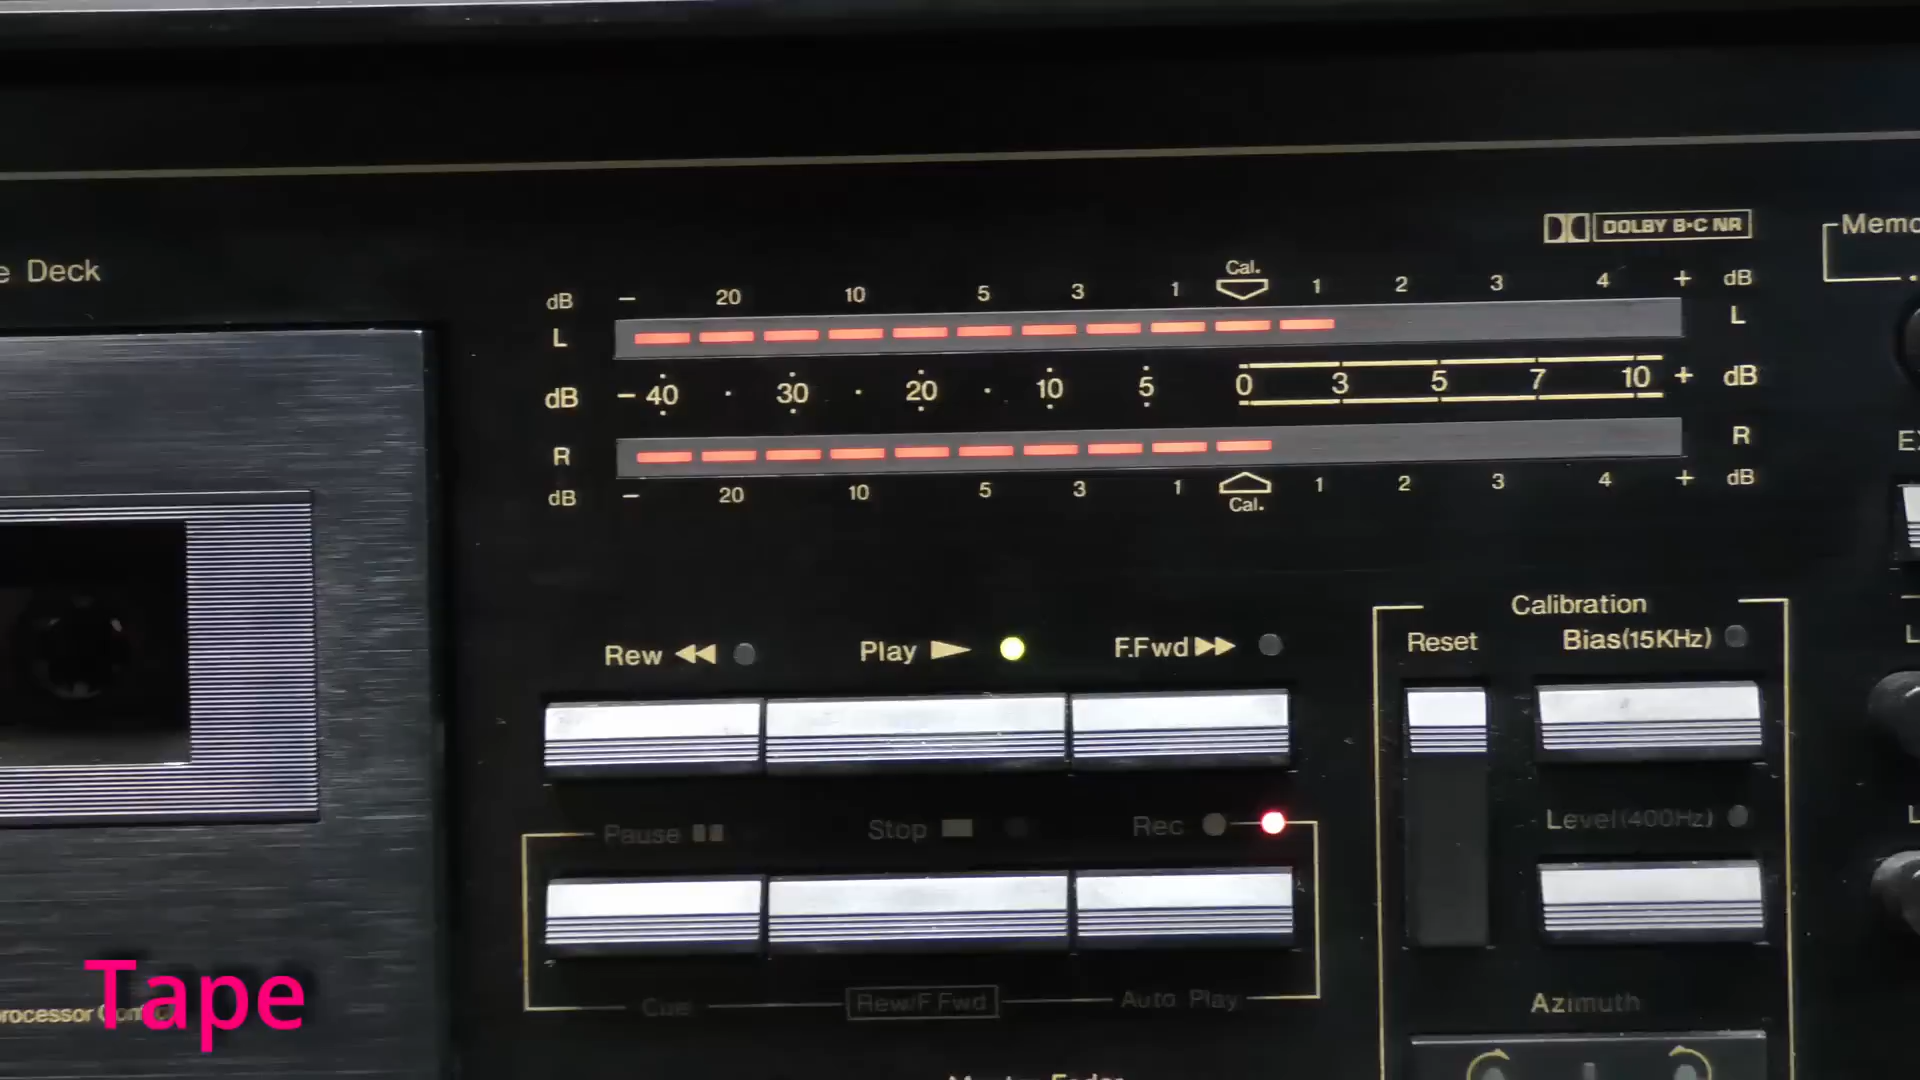 DOLBY B·C NR
Memo
e Deck
Cal.
dB − 20 10 5 3 1 1 2 3 4 + dB
L L
dB − 40 · 30 · 20 · 10 5 0 3 5 7 10 + dB
R R
dB − 20 10 5 3 1 1 2 3 4 + dB
Cal.
Calibration
Rew Play F.Fwd
Reset Bias(15KHz)
Pause Stop Rec
Level(400Hz)
Cue Rew/F.Fwd Auto Play
Azimuth
Tape